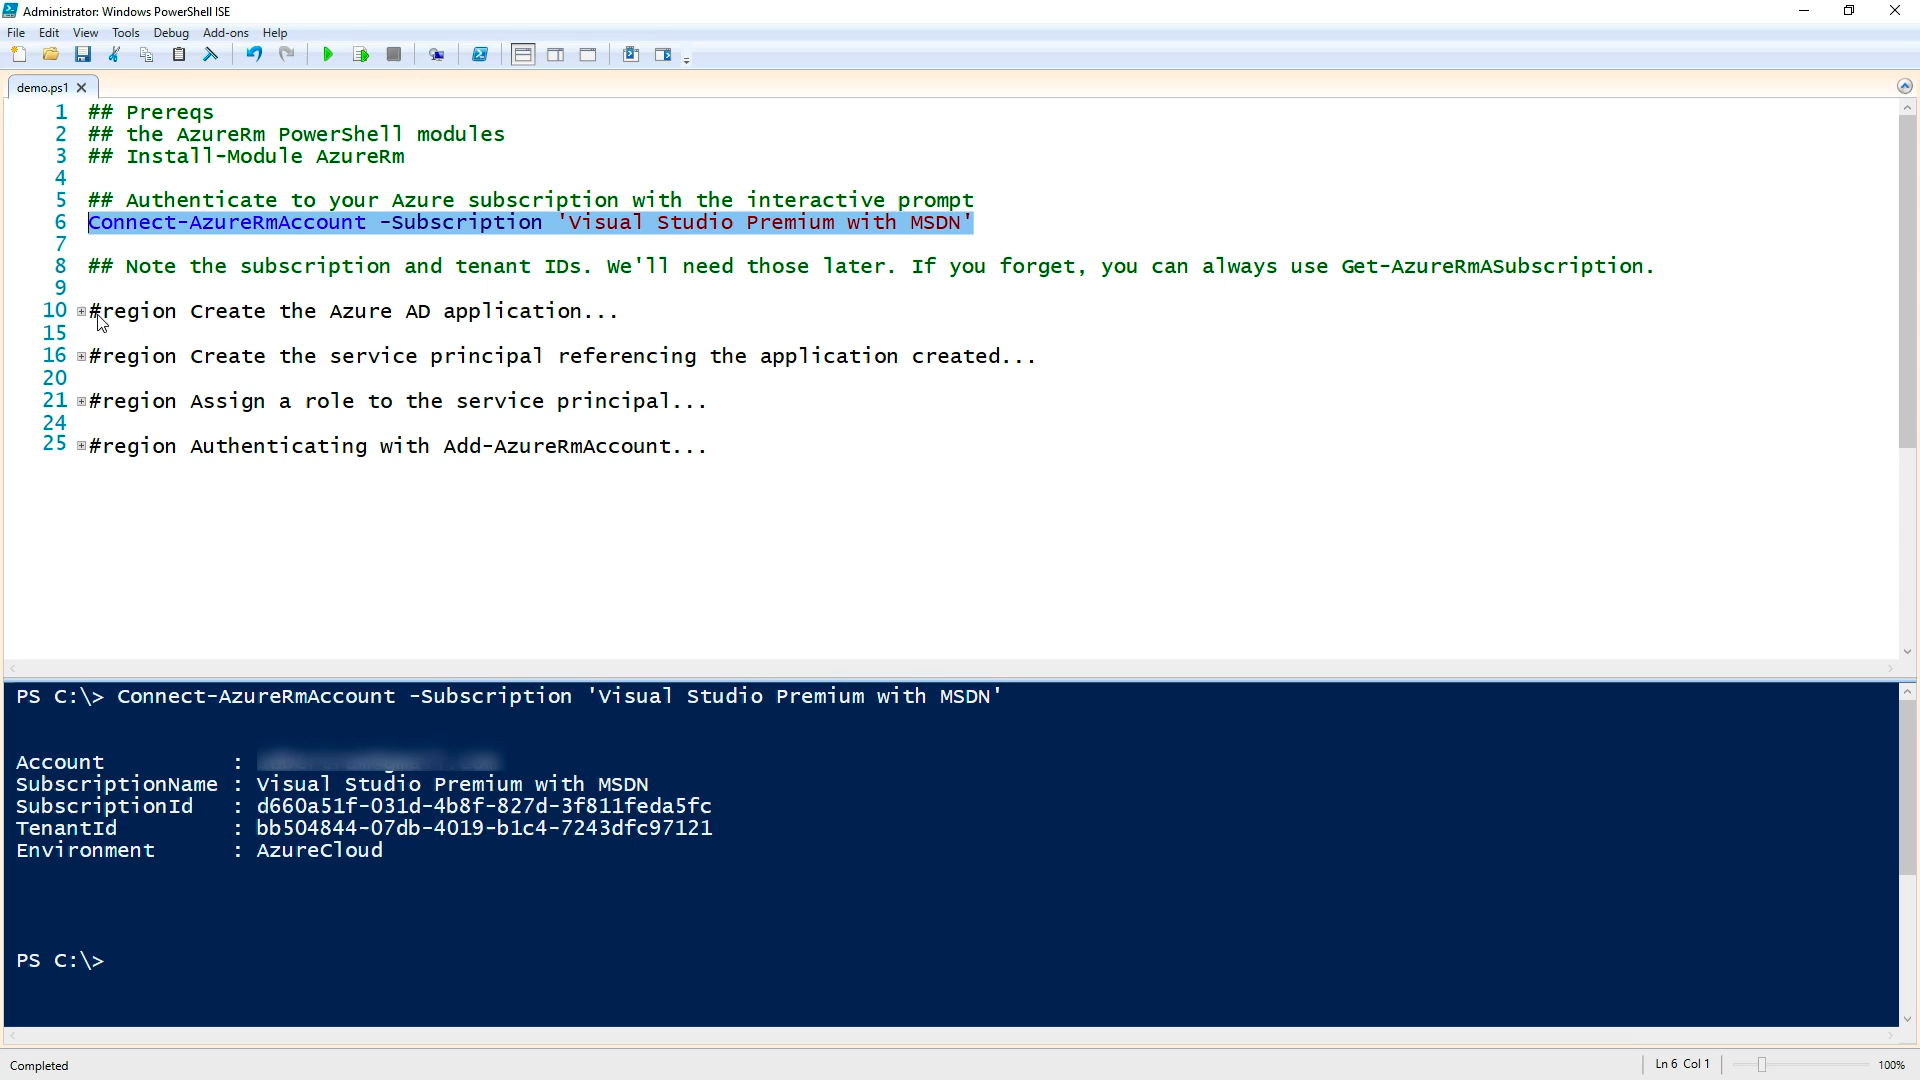 Administrator: Windows PowerShell ISE
File Edit View Tools Debug Add-ons Help
demo.ps1
1 ## Prereqs
2 ## the AzureRm PowerShell modules
3 ## Install-Module AzureRm
4
5 ## Authenticate to your Azure subscription with the interactive prompt
6 Connect-AzureRmAccount -Subscription 'Visual Studio Premium with MSDN'
7
8 ## Note the subscription and tenant IDs. We'll need those later. If you forget, you can always use Get-AzureRmASubscription.
9
10 #region Create the Azure AD application...
15
16 #region Create the service principal referencing the application created...
20
21 #region Assign a role to the service principal...
24
25 #region Authenticating with Add-AzureRmAccount...
PS C:\> Connect-AzureRmAccount -Subscription 'Visual Studio Premium with MSDN'
Account :
SubscriptionName : Visual Studio Premium with MSDN
SubscriptionId : d660a51f-031d-4b8f-827d-3f811feda5fc
TenantId : bb504844-07db-4019-b1c4-7243dfc97121
Environment : AzureCloud
PS C:\>
Completed
Ln 6 Col 1
100%